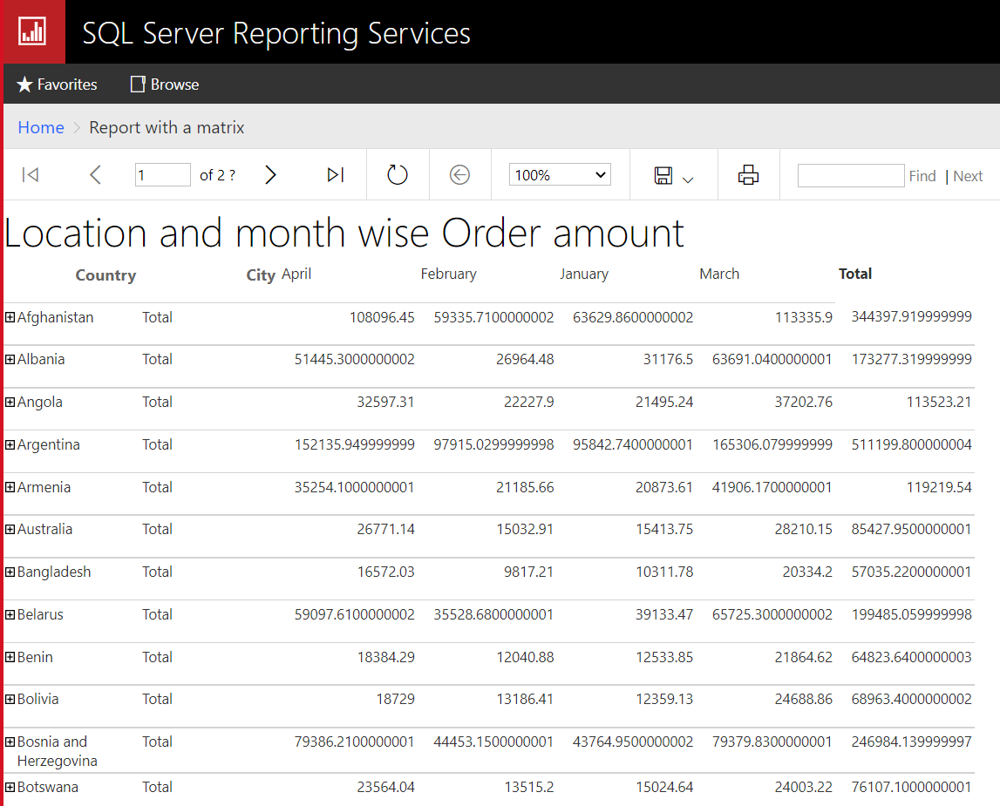 SQL Server Reporting Services
Favorites Browse
Home > Report with a matrix
1 of 2 ? 100% Find | Next
Location and month wise Order amount
Country City April February January March Total
Afghanistan Total 108096.45 59335.7100000002 63629.8600000002 113335.9 344397.919999999
Albania Total 51445.3000000002 26964.48 31176.5 63691.0400000001 173277.319999999
Angola Total 32597.31 22227.9 21495.24 37202.76 113523.21
Argentina Total 152135.949999999 97915.0299999998 95842.7400000001 165306.079999999 511199.800000004
Armenia Total 35254.1000000001 21185.66 20873.61 41906.1700000001 119219.54
Australia Total 26771.14 15032.91 15413.75 28210.15 85427.9500000001
Bangladesh Total 16572.03 9817.21 10311.78 20334.2 57035.2200000001
Belarus Total 59097.6100000002 35528.6800000001 39133.47 65725.3000000002 199485.059999998
Benin Total 18384.29 12040.88 12533.85 21864.62 64823.6400000003
Bolivia Total 18729 13186.41 12359.13 24688.86 68963.4000000002
Bosnia and Total 79386.2100000001 44453.1500000001 43764.9500000002 79379.8300000001 246984.139999997
Herzegovina
Botswana Total 23564.04 13515.2 15024.64 24003.22 76107.1000000001